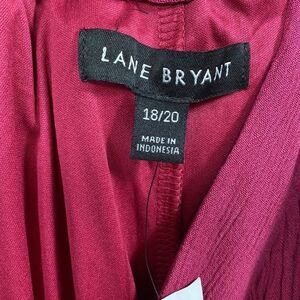 LANE BRYANT
18/20
MADE IN
INDONESIA